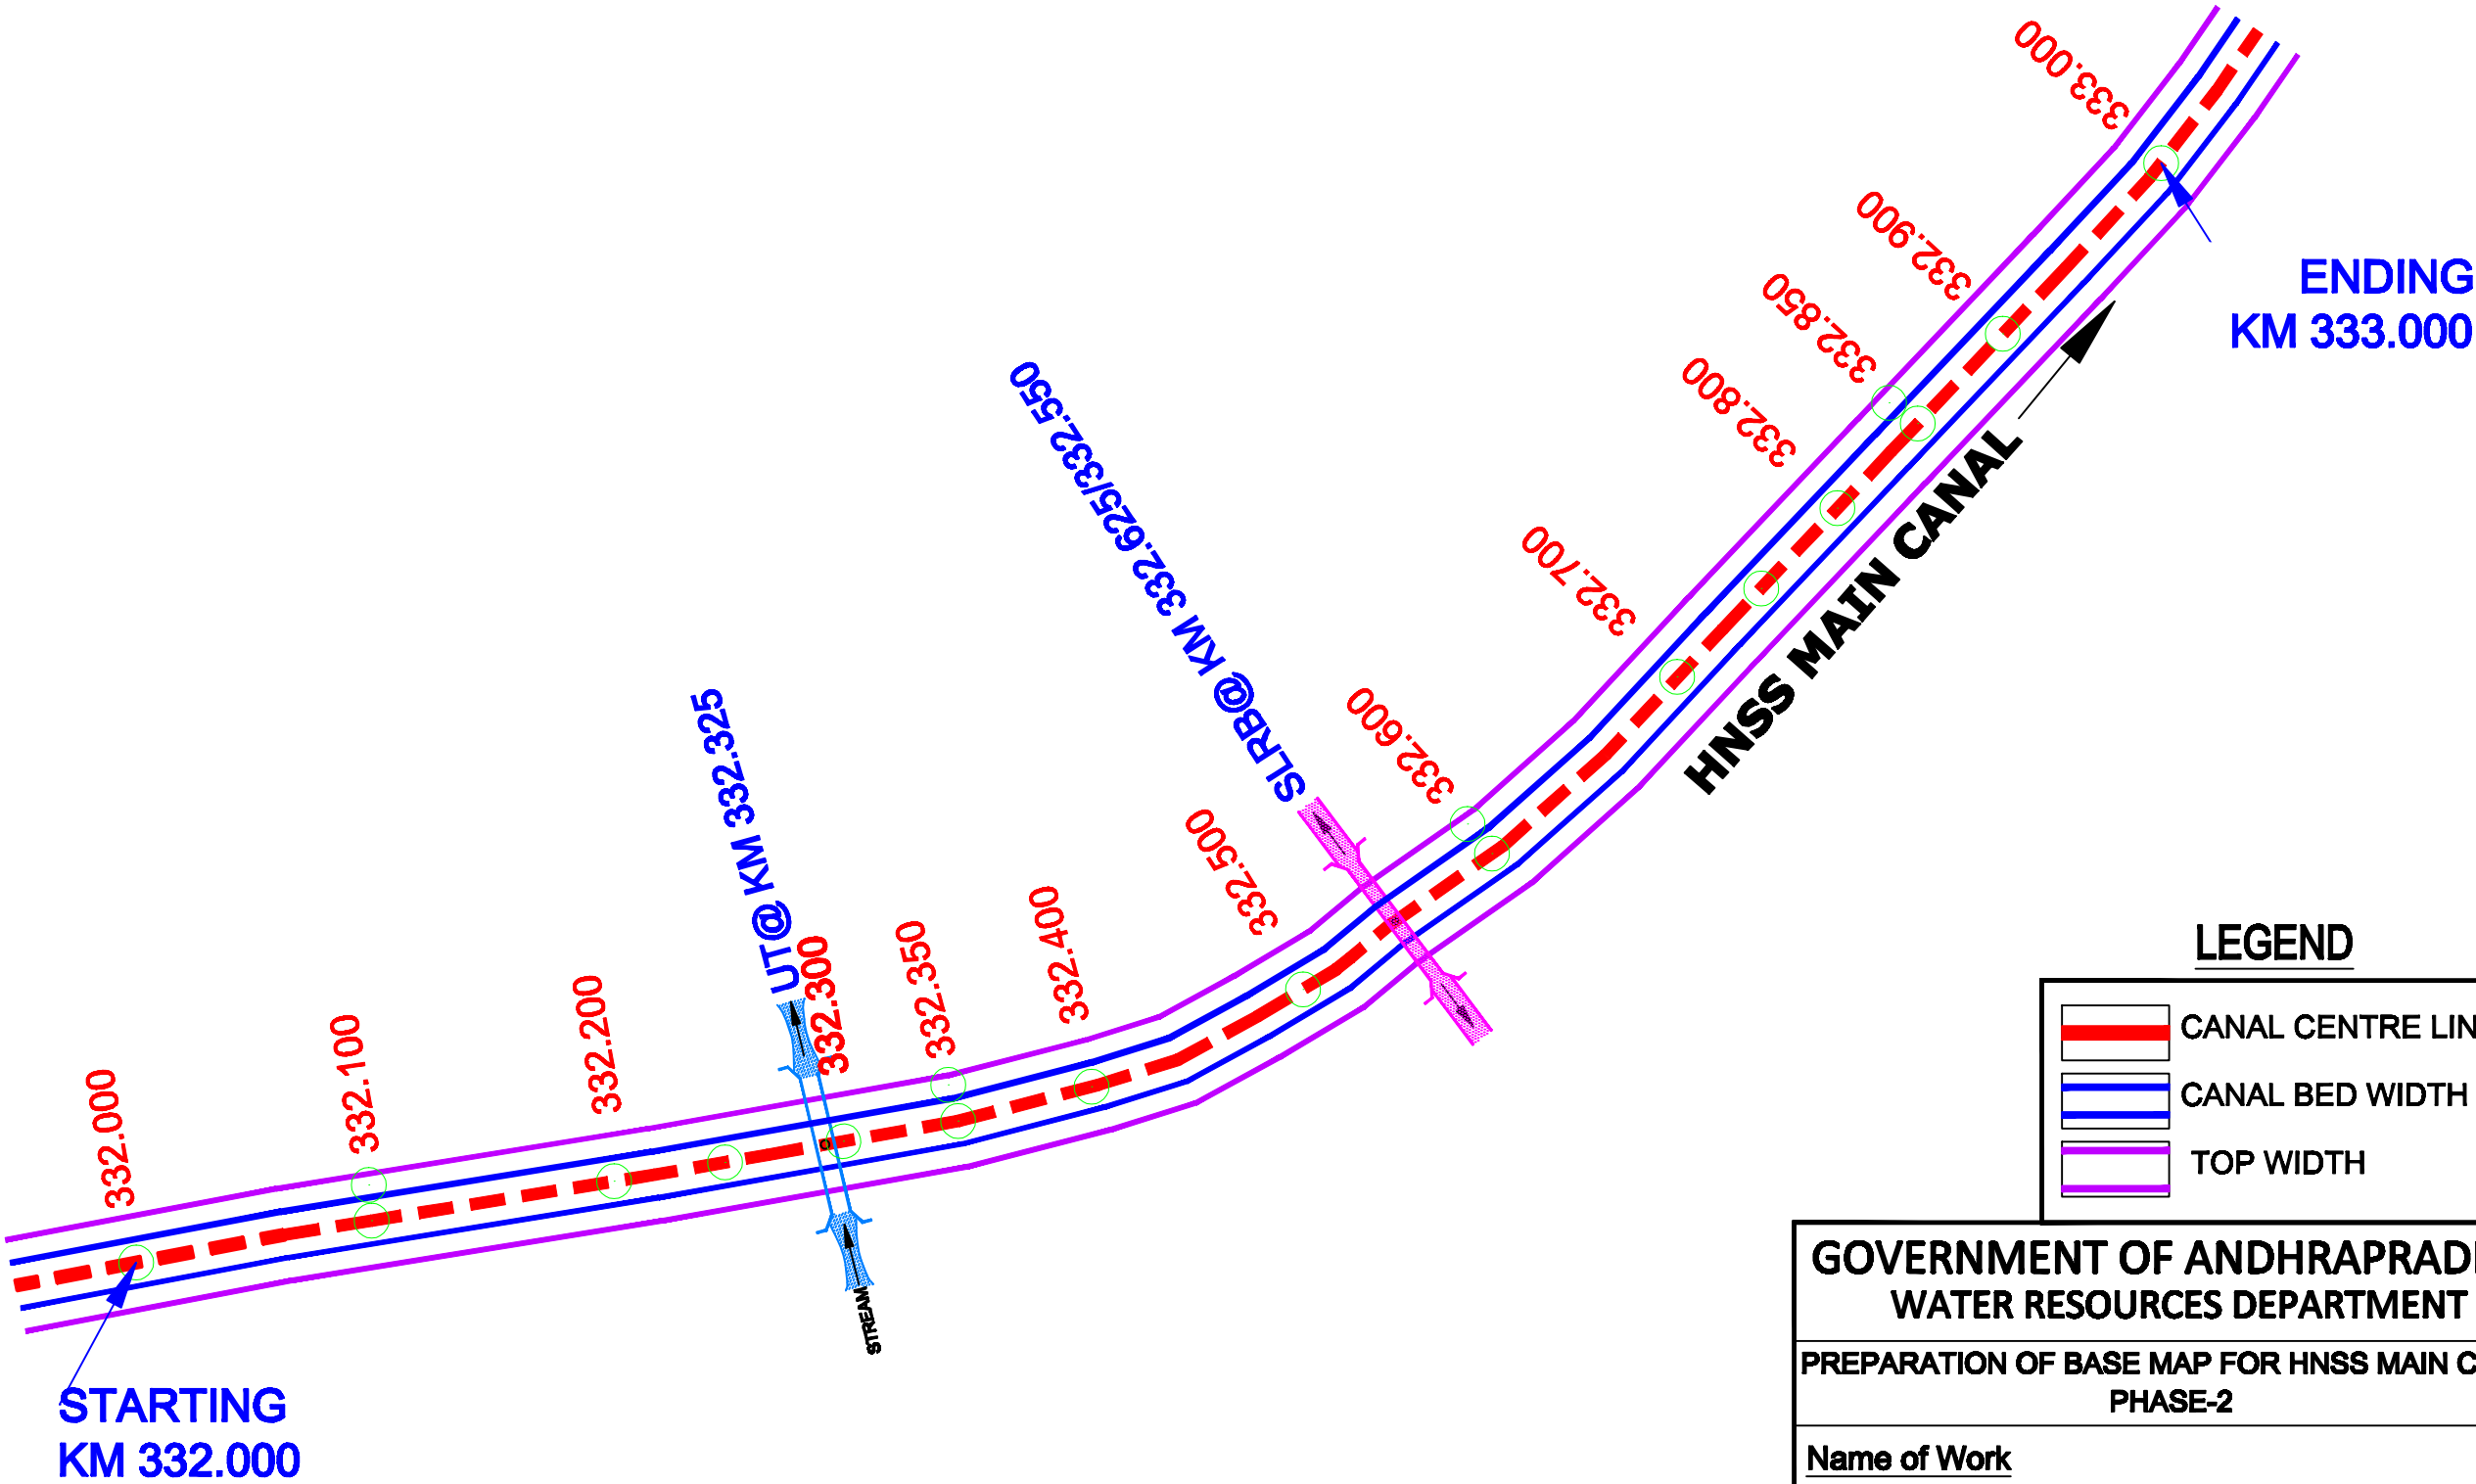 333.000
332.900
332.850
332.800
ENDING
KM 333.000
SLRB@ KM 332.625/332.550
332.700
HNSS MAIN CANAL
332.600
UT@ KM 332.325
332.500
332.400
332.350
332.300
332.200
332.100
332.000
STREAM
STARTING
KM 332.000
LEGEND
CANAL CENTRE LIN
CANAL BED WIDTH
TOP WIDTH
GOVERNMENT OF ANDHRAPRAD
WATER RESOURCES DEPARTMENT
PREPARATION OF BASE MAP FOR HNSS MAIN C
PHASE-2
Name of Work